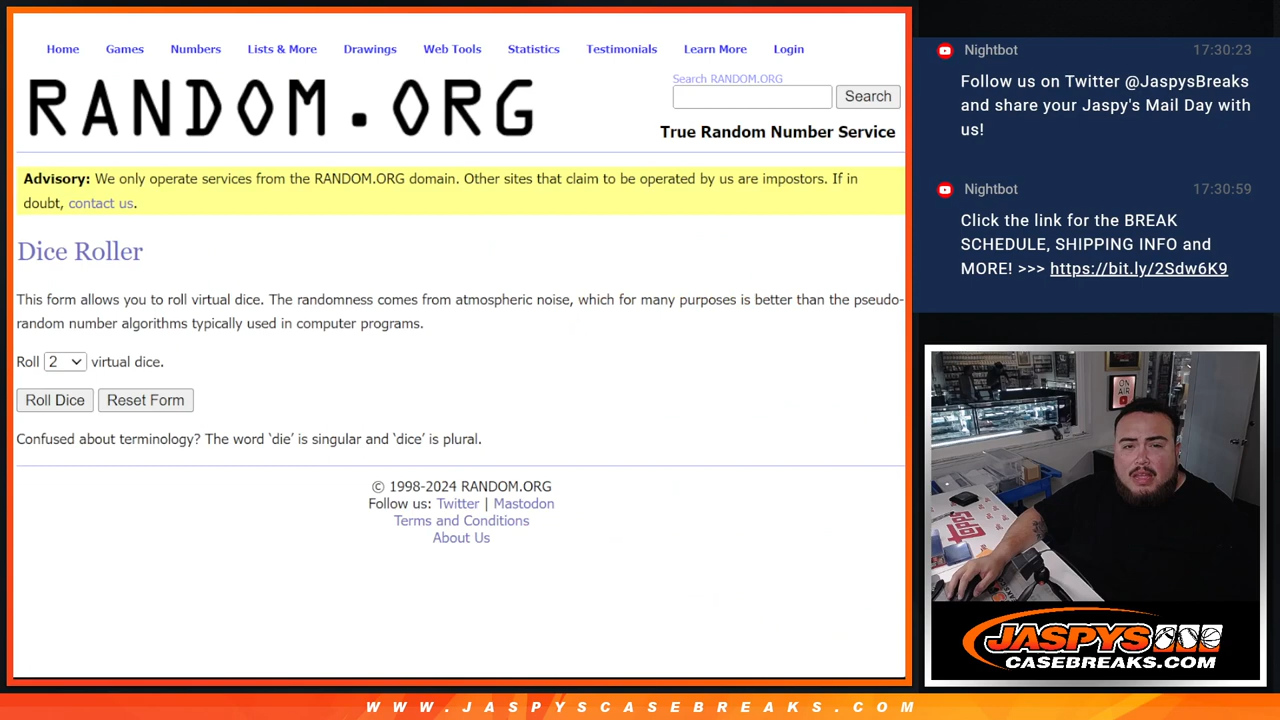 Home Games Numbers Lists & More Drawings Web Tools Statistics Testimonials Learn More Login
RANDOM.ORG
Search RANDOM.ORG
Search
True Random Number Service
Advisory: We only operate services from the RANDOM.ORG domain. Other sites that claim to be operated by us are impostors. If in
doubt, contact us.
Dice Roller
This form allows you to roll virtual dice. The randomness comes from atmospheric noise, which for many purposes is better than the pseudo-
random number algorithms typically used in computer programs.
Roll 2 virtual dice.
Roll Dice Reset Form
Confused about terminology? The word ‘die’ is singular and ‘dice’ is plural.
© 1998-2024 RANDOM.ORG
Follow us: Twitter | Mastodon
Terms and Conditions
About Us
Nightbot 17:30:23
Follow us on Twitter @JaspysBreaks
and share your Jaspy's Mail Day with
us!
Nightbot 17:30:59
Click the link for the BREAK
SCHEDULE, SHIPPING INFO and
MORE! >>> https://bit.ly/2Sdw6K9
ON
AIR
topps
JASPYS
CASEBREAKS.COM
WWW.JASPYSCASEBREAKS.COM